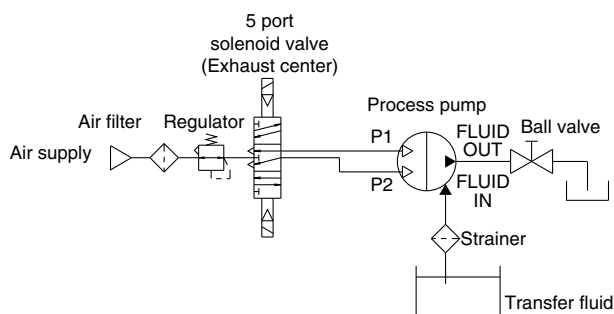 5 port
solenoid valve
(Exhaust center)
Process pump
Air filter
Regulator
P1
FLUID
OUT
Ball valve
Air supply
P2
FLUID
IN
Strainer
Transfer fluid